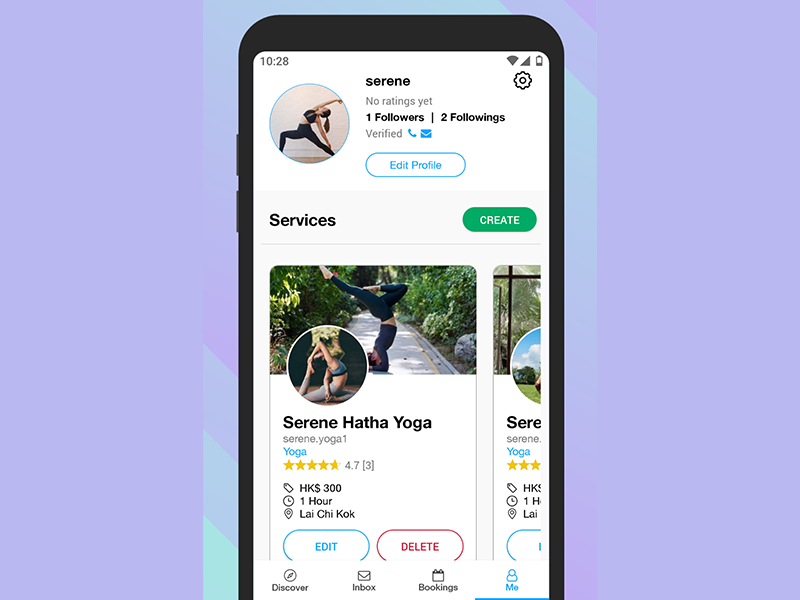 10:28
serene
No ratings yet
1 Followers | 2 Followings
Verified
Edit Profile
Services
CREATE
Serene Hatha Yoga
serene.yoga1
Yoga
4.7 [3]
HK$ 300
1 Hour
Lai Chi Kok
EDIT
DELETE
Sere
serene.
Yoga
HK$
1 H
Lai
Discover
Inbox
Bookings
Me